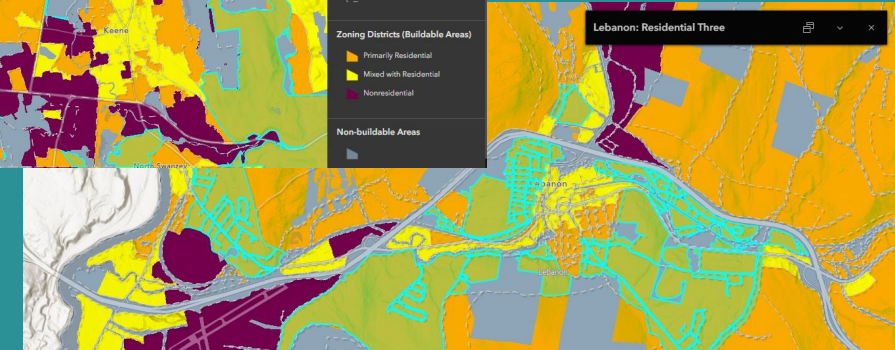 Keene
North Swanzey
Zoning Districts (Buildable Areas)
Primarily Residential
Mixed with Residential
Nonresidential
Non-buildable Areas
Lebanon: Residential Three
Lebanon
Lebanon